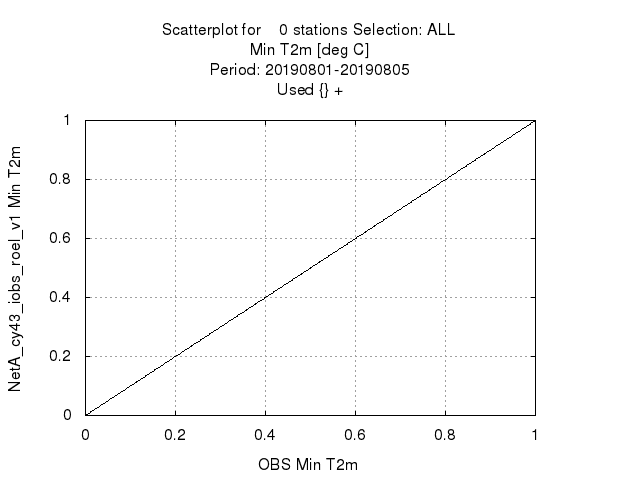 Scatterplot for    0 stations Selection: ALL
Min T2m [deg C]
Period: 20190801-20190805
Used {} +
NetA_cy43_iobs_roel_v1 Min T2m
1
0.8
0.6
0.4
0.2
0
0 0.2 0.4 0.6 0.8 1
OBS Min T2m